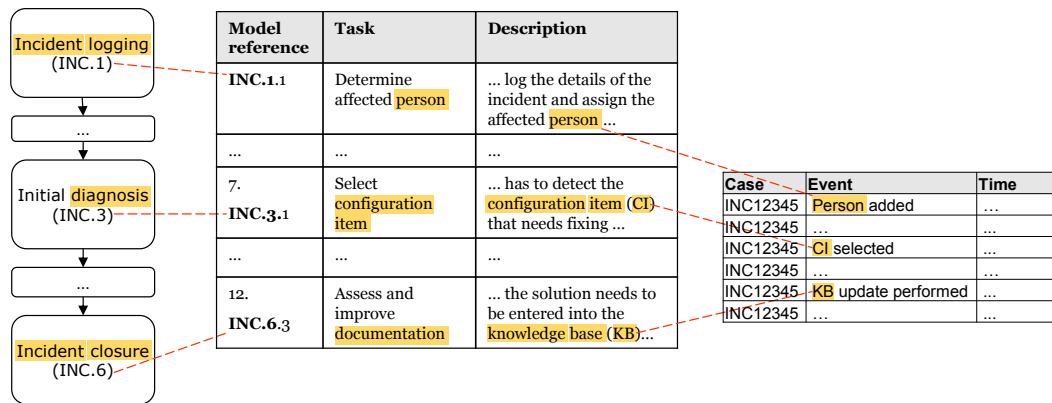 Incident logging
(INC.1)
...
Initial diagnosis
(INC.3)
...
Incident closure
(INC.6)
Model reference Task Description
INC.1.1 Determine affected person ... log the details of the incident and assign the affected person ...
... ... ...
7. INC.3.1 Select configuration item ... has to detect the configuration item (CI) that needs fixing ...
... ... ...
12. INC.6.3 Assess and improve documentation ... the solution needs to be entered into the knowledge base (KB)...
Case Event Time
INC12345 Person added ...
INC12345 ... ...
INC12345 CI selected ...
INC12345 ... ...
INC12345 KB update performed ...
INC12345 ... ...